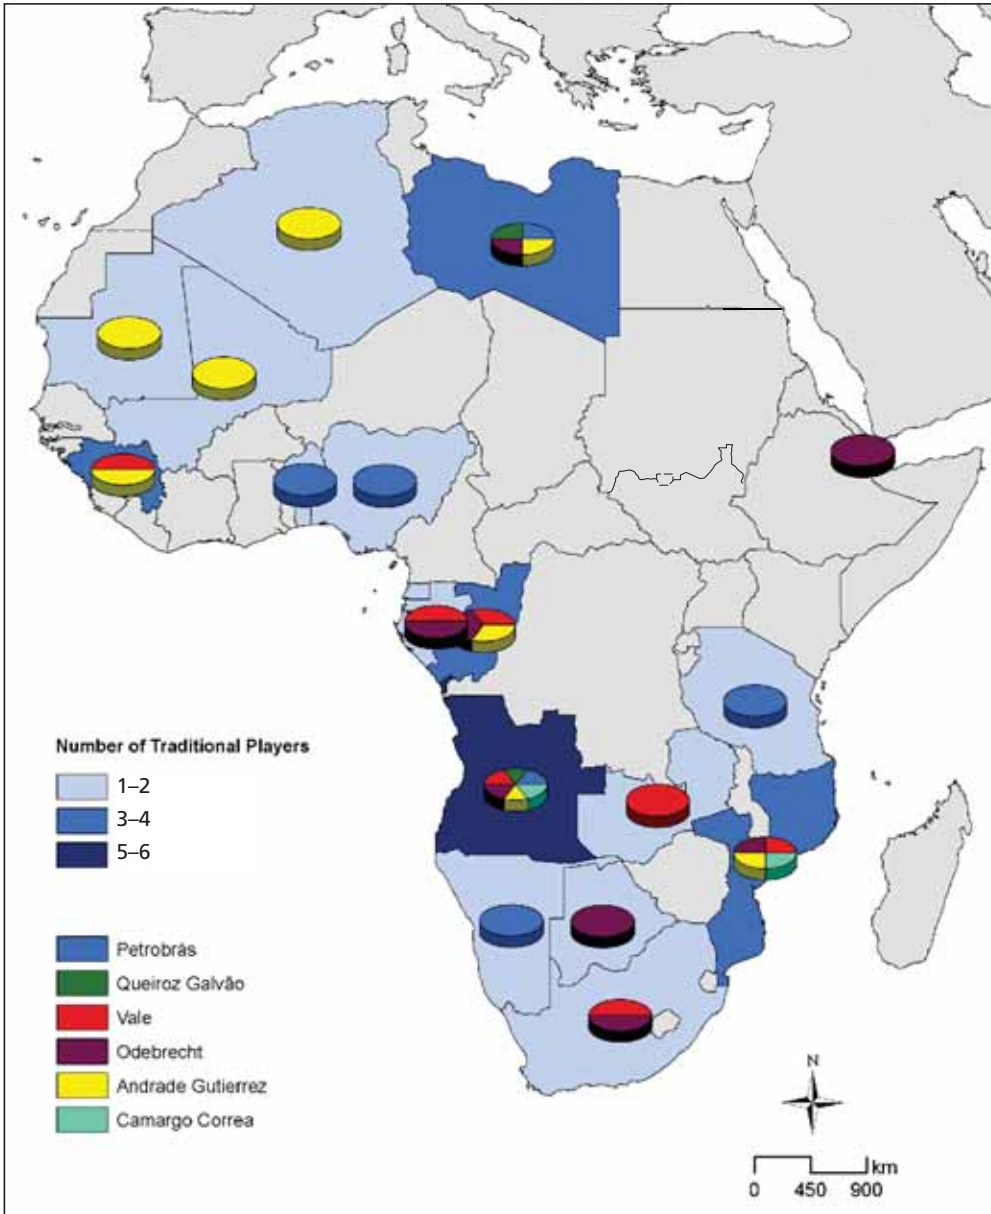 Number of Traditional Players
1–2
3–4
5–6
Petrobrás
Queiroz Galvão
Vale
Odebrecht
Andrade Gutierrez
Camargo Correa
N
km
0 450 900